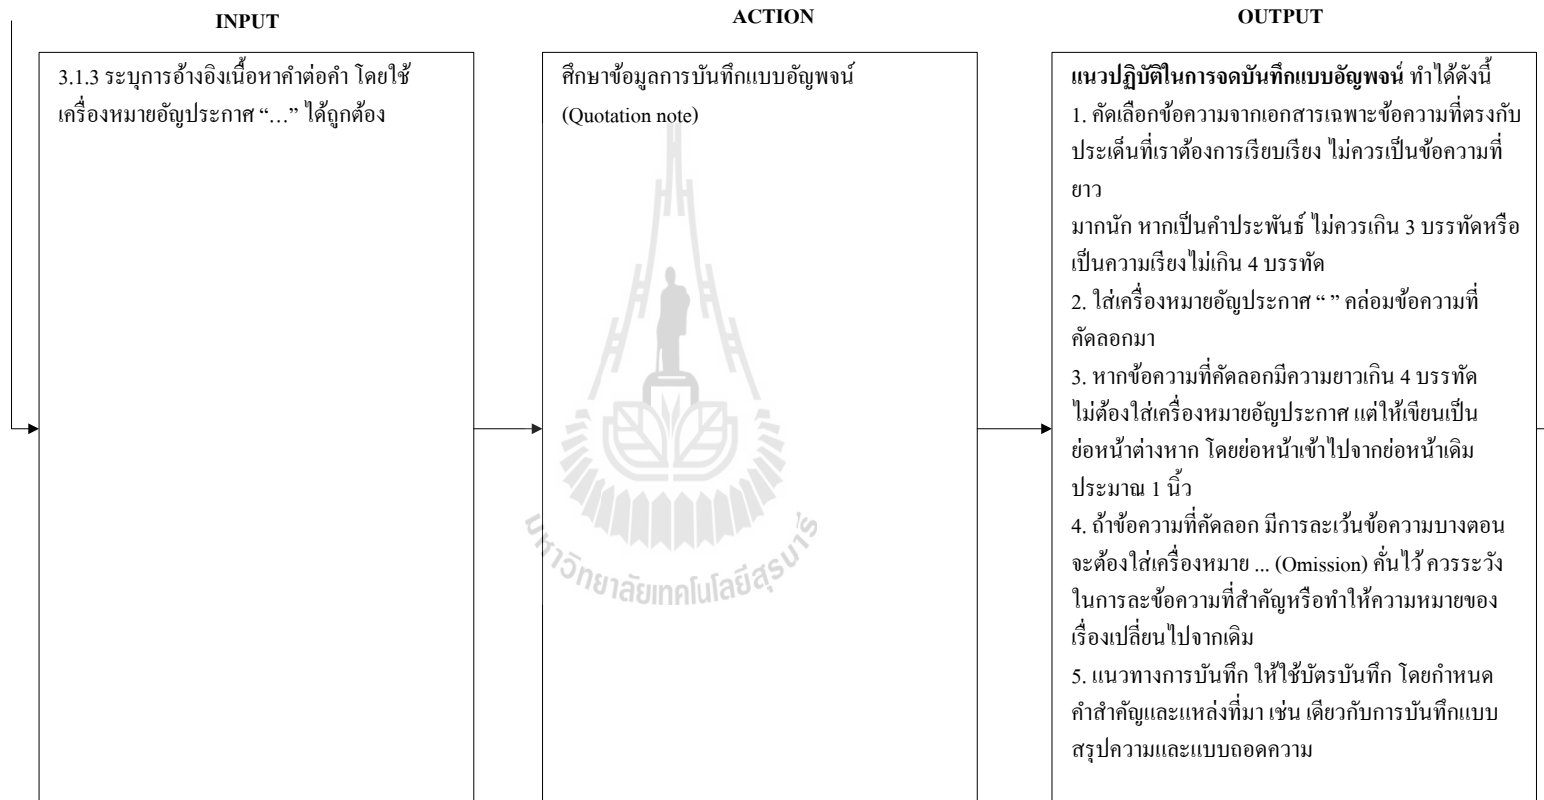 INPUT
ACTION
OUTPUT
3.1.3 ระบุการอ้างอิงเนื้อหาคำต่อคำ โดยใช้
เครื่องหมายอัญประกาศ “…” ได้ถูกต้อง
ศึกษาข้อมูลการบันทึกแบบอัญพจน์
(Quotation note)
แนวปฏิบัติในการจดบันทึกแบบอัญพจน์ ทำได้ดังนี้
1. คัดเลือกข้อความจากเอกสารเฉพาะข้อความที่ตรงกับ
ประเด็นที่เราต้องการเรียบเรียง ไม่ควรเป็นข้อความที่
ยาว
มากนัก หากเป็นคำประพันธ์ ไม่ควรเกิน 3 บรรทัดหรือ
เป็นความเรียงไม่เกิน 4 บรรทัด
2. ใส่เครื่องหมายอัญประกาศ “ ” คล่อมข้อความที่
คัดลอกมา
3. หากข้อความที่คัดลอกมีความยาวเกิน 4 บรรทัด
ไม่ต้องใส่เครื่องหมายอัญประกาศ แต่ให้เขียนเป็น
ย่อหน้าต่างหาก โดยย่อหน้าเข้าไปจากย่อหน้าเดิม
ประมาณ 1 นิ้ว
4. ถ้าข้อความที่คัดลอก มีการละเว้นข้อความบางตอน
จะต้องใส่เครื่องหมาย ... (Omission) คั่นไว้ ควรระวัง
ในการละข้อความที่สำคัญหรือทำให้ความหมายของ
เรื่องเปลี่ยนไปจากเดิม
5. แนวทางการบันทึก ให้ใช้บัตรบันทึก โดยกำหนด
คำสำคัญและแหล่งที่มา เช่น เดียวกับการบันทึกแบบ
สรุปความและแบบถอดความ
มหาวิทยาลัยเทคโนโลยีสุรนารี